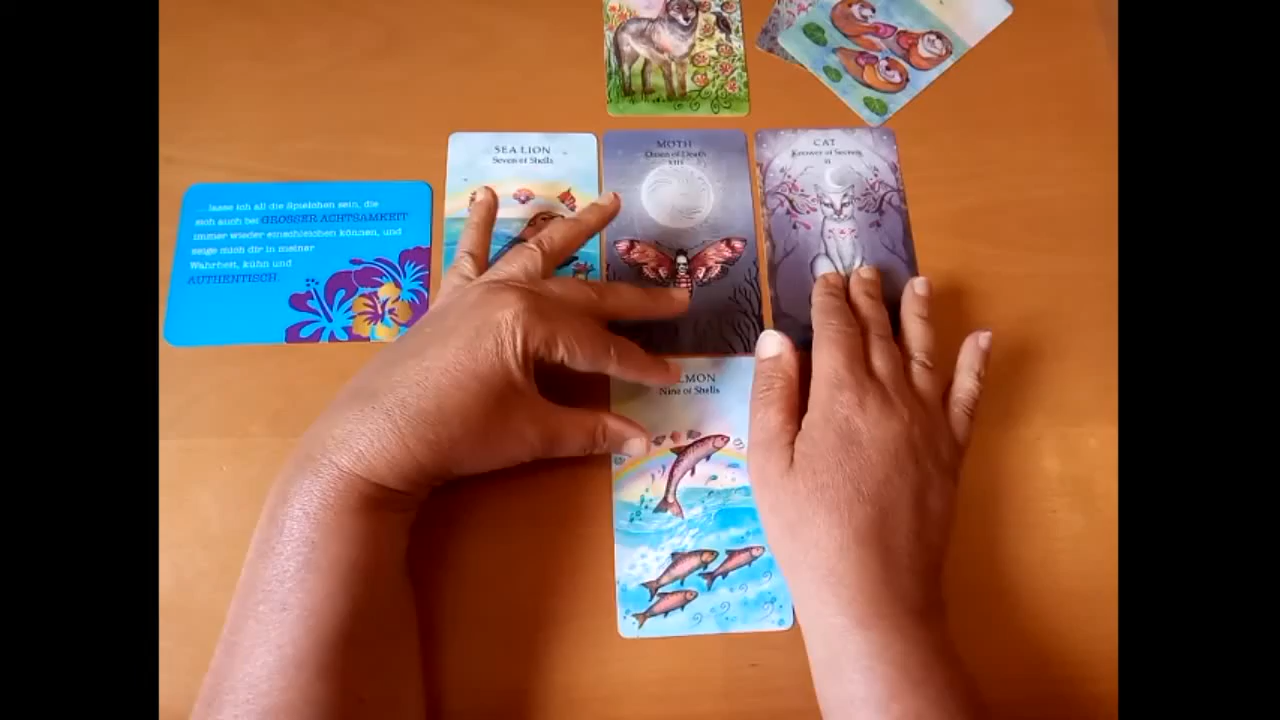 SEA LION
Seven of Shells
MOTH
Queen of Death
XIII
CAT
Keeper of Secrets
II
...lasse ich all die Spielchen sein, die
sich auch bei GROSSER ACHTSAMKEIT
immer wieder einschleichen können, und
zeige mich dir in meiner
Wahrheit, kühn und
AUTHENTISCH.
LMON
Nine of Shells